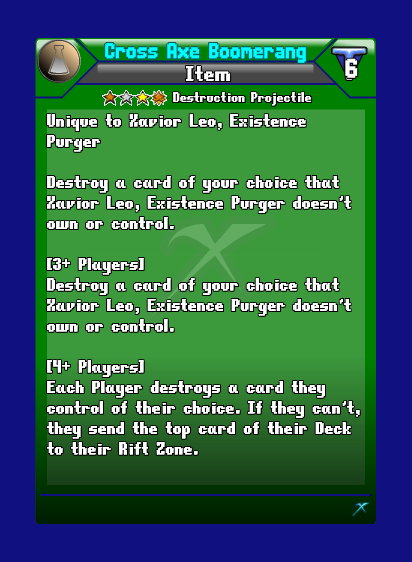 Cross Axe Boomerang
Item
6
Destruction Projectile
Unique to Xavior Leo, Existence
Purger
Destroy a card of your choice that
Xavior Leo, Existence Purger doesn't
own or control.
[3+ Players]
Destroy a card of your choice that
Xavior Leo, Existence Purger doesn't
own or control.
[4+ Players]
Each Player destroys a card they
control of their choice. If they can't,
they send the top card of their Deck
to their Rift Zone.